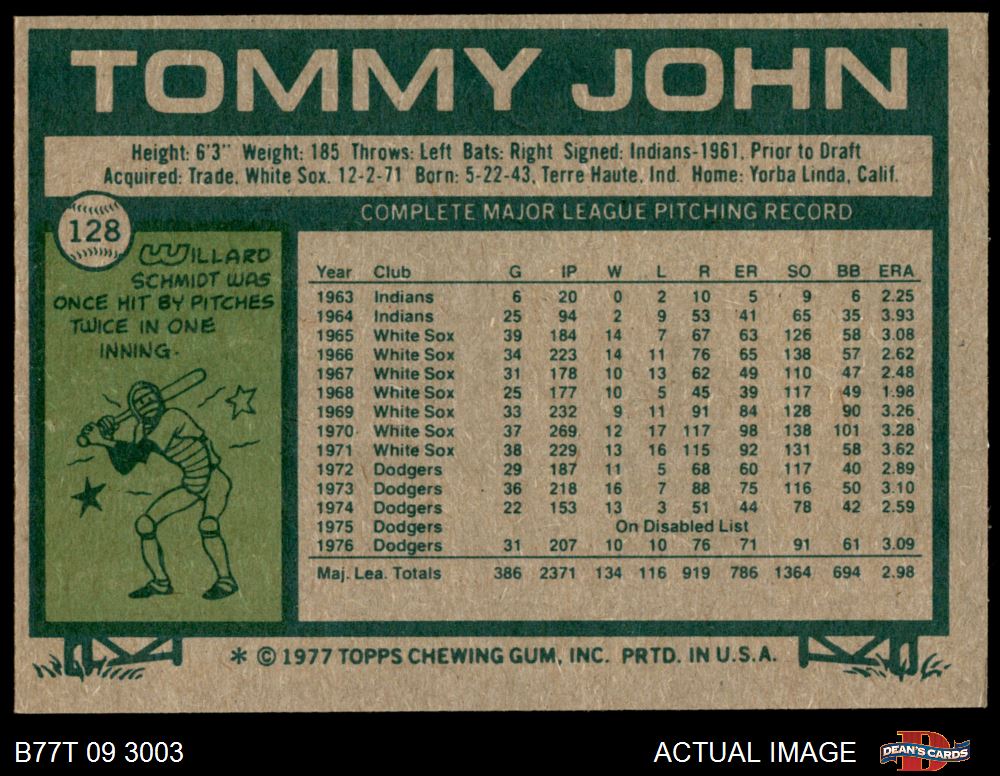 TOMMY JOHN
Height: 6'3" Weight: 185 Throws: Left Bats: Right Signed: Indians-1961, Prior to Draft
Acquired: Trade, White Sox. 12-2-71 Born: 5-22-43, Terre Haute, Ind. Home: Yorba Linda, Calif.
128
WILLARD
SCHMIDT WAS
ONCE HIT BY PITCHES
TWICE IN ONE
INNING.
COMPLETE MAJOR LEAGUE PITCHING RECORD
Year Club G IP W L R ER SO BB ERA
1963 Indians 6 20 0 2 10 5 9 6 2.25
1964 Indians 25 94 2 9 53 41 65 35 3.93
1965 White Sox 39 184 14 7 67 63 126 58 3.08
1966 White Sox 34 223 14 11 76 65 138 57 2.62
1967 White Sox 31 178 10 13 62 49 110 47 2.48
1968 White Sox 25 177 10 5 45 39 117 49 1.98
1969 White Sox 33 232 9 11 91 84 128 90 3.26
1970 White Sox 37 269 12 17 117 98 138 101 3.28
1971 White Sox 38 229 13 16 115 92 131 58 3.62
1972 Dodgers 29 187 11 5 68 60 117 40 2.89
1973 Dodgers 36 218 16 7 88 75 116 50 3.10
1974 Dodgers 22 153 13 3 51 44 78 42 2.59
1975 Dodgers On Disabled List
1976 Dodgers 31 207 10 10 76 71 91 61 3.09
Maj. Lea. Totals 386 2371 134 116 919 786 1364 694 2.98
* © 1977 TOPPS CHEWING GUM, INC. PRTD. IN U.S.A.
B77T 09 3003
ACTUAL IMAGE
D
DEAN'S CARDS